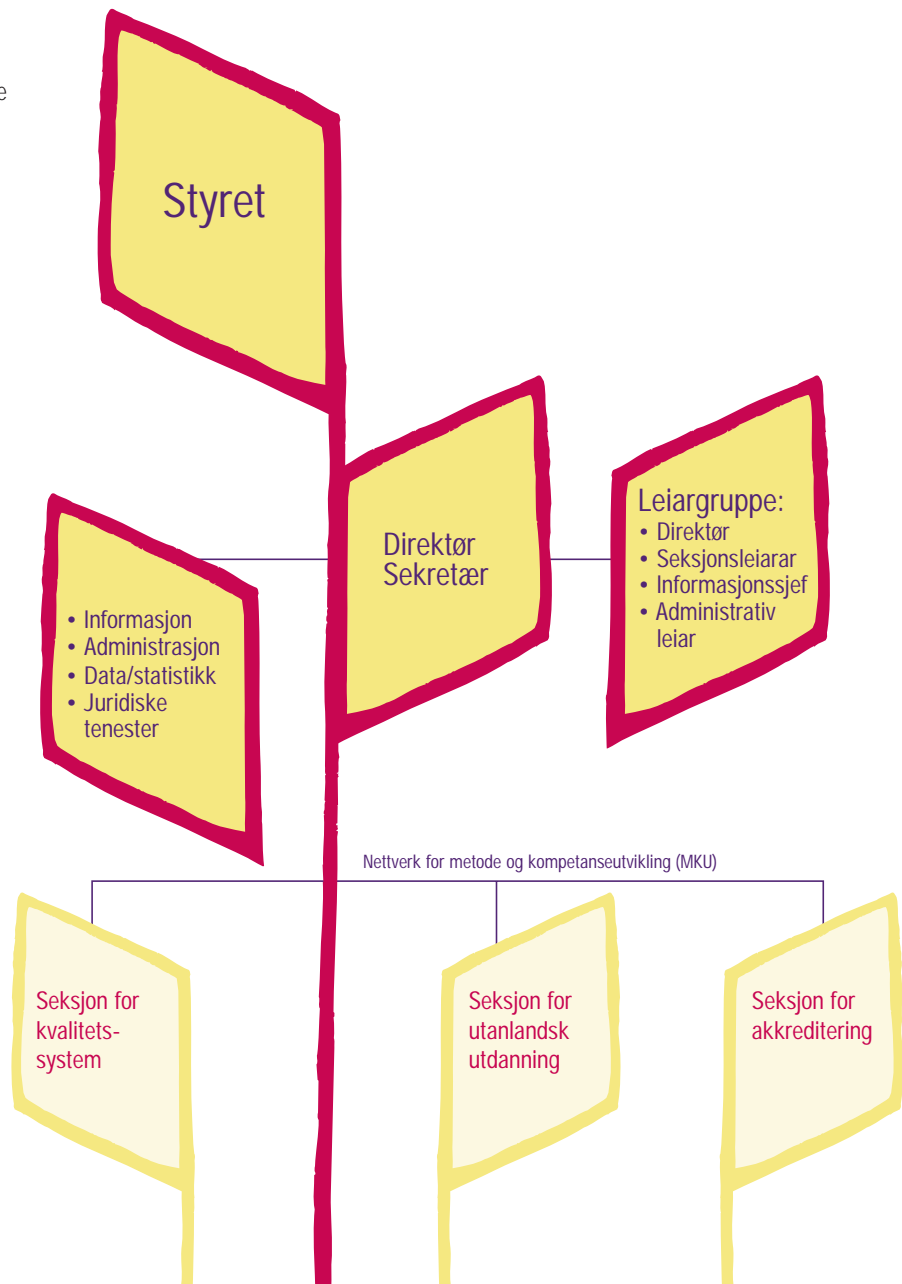 e
Styret
Direktør
Sekretær
Leiargruppe:
• Direktør
• Seksjonsleiarar
• Informasjonssjef
• Administrativ
leiar
• Informasjon
• Administrasjon
• Data/statistikk
• Juridiske
tenester
Nettverk for metode og kompetanseutvikling (MKU)
Seksjon for
kvalitets-
system
Seksjon for
utanlandsk
utdanning
Seksjon for
akkreditering